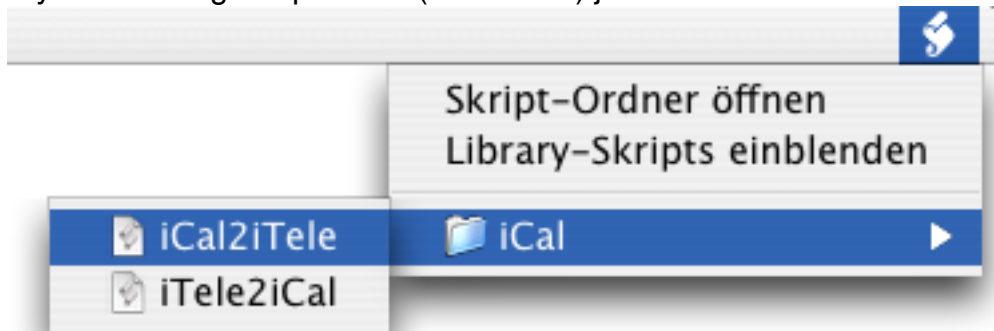 Skript-Ordner öffnen
Library-Skripts einblenden
iCal
iCal2iTele
iTele2iCal